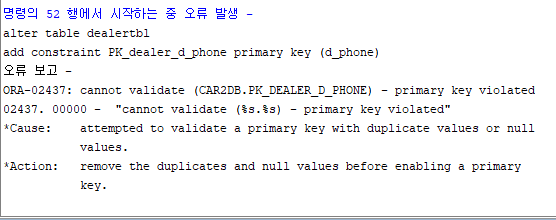 명령의 52 행에서 시작하는 중 오류 발생 -
alter table dealertbl
add constraint PK_dealer_d_phone primary key (d_phone)
오류 보고 -
ORA-02437: cannot validate (CAR2DB.PK_DEALER_D_PHONE) - primary key violated
02437. 00000 -  "cannot validate (%s.%s) - primary key violated"
*Cause:    attempted to validate a primary key with duplicate values or null
           values.
*Action:   remove the duplicates and null values before enabling a primary
           key.